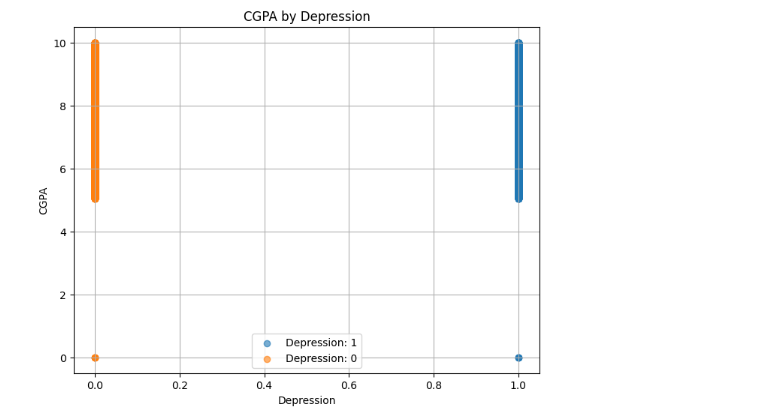 CGPA by Depression
10
8
6
4
2
0
CGPA
Depression: 1
Depression: 0
0.0 0.2 0.4 0.6 0.8 1.0
Depression